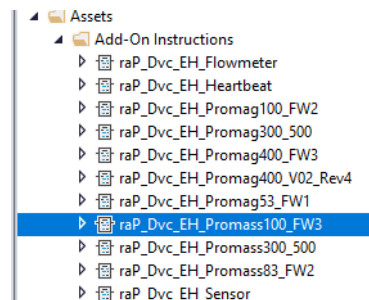 Assets
Add-On Instructions
raP_Dvc_EH_Flowmeter
raP_Dvc_EH_Heartbeat
raP_Dvc_EH_Promag100_FW2
raP_Dvc_EH_Promag300_500
raP_Dvc_EH_Promag400_FW3
raP_Dvc_EH_Promag400_V02_Rev4
raP_Dvc_EH_Promag53_FW1
raP_Dvc_EH_Promass100_FW3
raP_Dvc_EH_Promass300_500
raP_Dvc_EH_Promass83_FW2
raP_Dvc_EH_Sensor